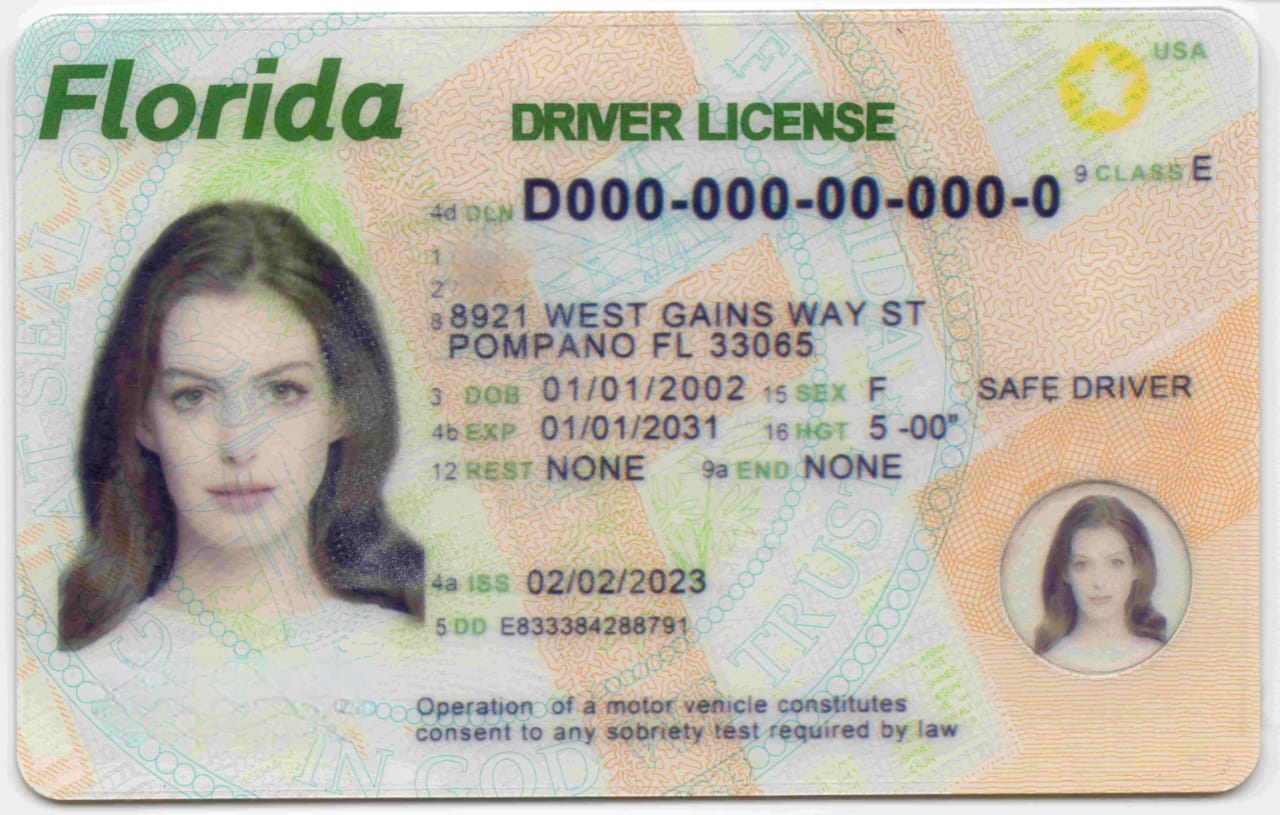 Florida
DRIVER LICENSE
USA
9 CLASS E
4d DLN D000-000-00-000-0
1
2
8 8921 WEST GAINS WAY ST
POMPANO FL 33065
3 DOB 01/01/2002 15 SEX F SAFE DRIVER
4b EXP 01/01/2031 16 HGT 5 -00"
12 REST NONE 9a END NONE
4a ISS 02/02/2023
5 DD E833384288791
Operation of a motor venicle constitutes
consent to any sobriety test required by law
GREAT SEAL OF THE
FLORIDA
IN GOD WE TRUST